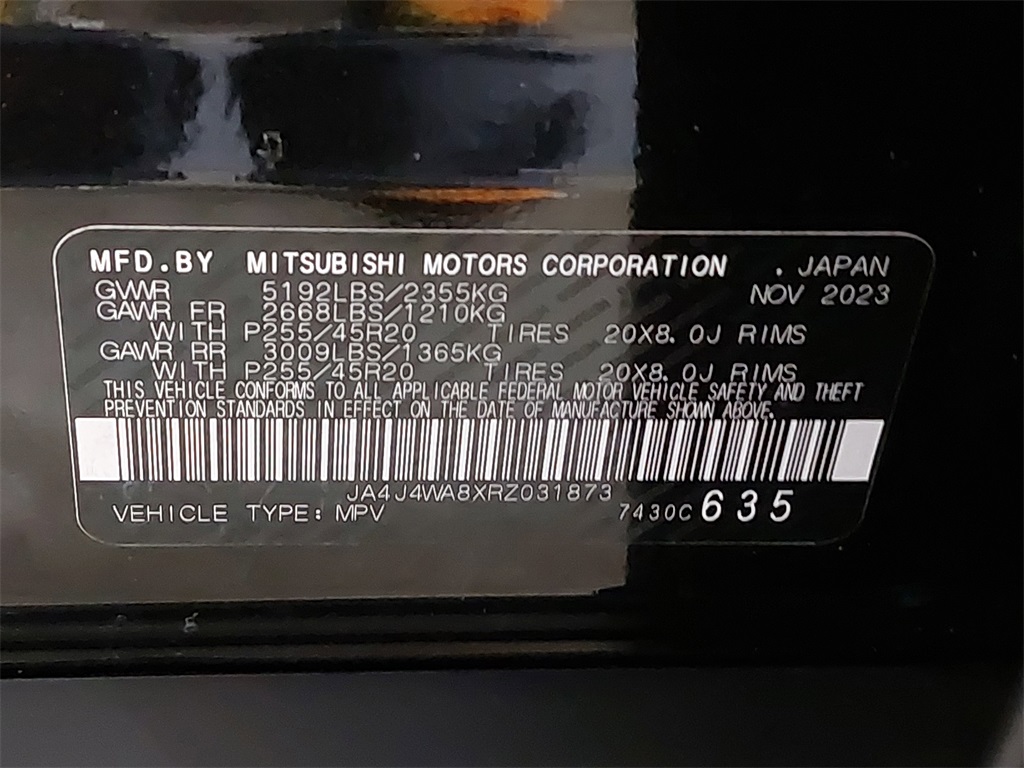 MFD.BY MITSUBISHI MOTORS CORPORATION . JAPAN
GWWR 5192LBS/2355KG NOV 2023
GAWR FR 2668LBS/1210KG
WITH P255/45R20 TIRES 20X8.0J RIMS
GAWR RR 3009LBS/1365KG
WITH P255/45R20 TIRES 20X8.0J RIMS
THIS VEHICLE CONFORMS TO ALL APPLICABLE FEDERAL MOTOR VEHICLE SAFETY AND THEFT
PREVENTION STANDARDS IN EFFECT ON THE DATE OF MANUFACTURE SHOWN ABOVE.
JA4J4WA8XRZ031873
VEHICLE TYPE: MPV 7430C 635